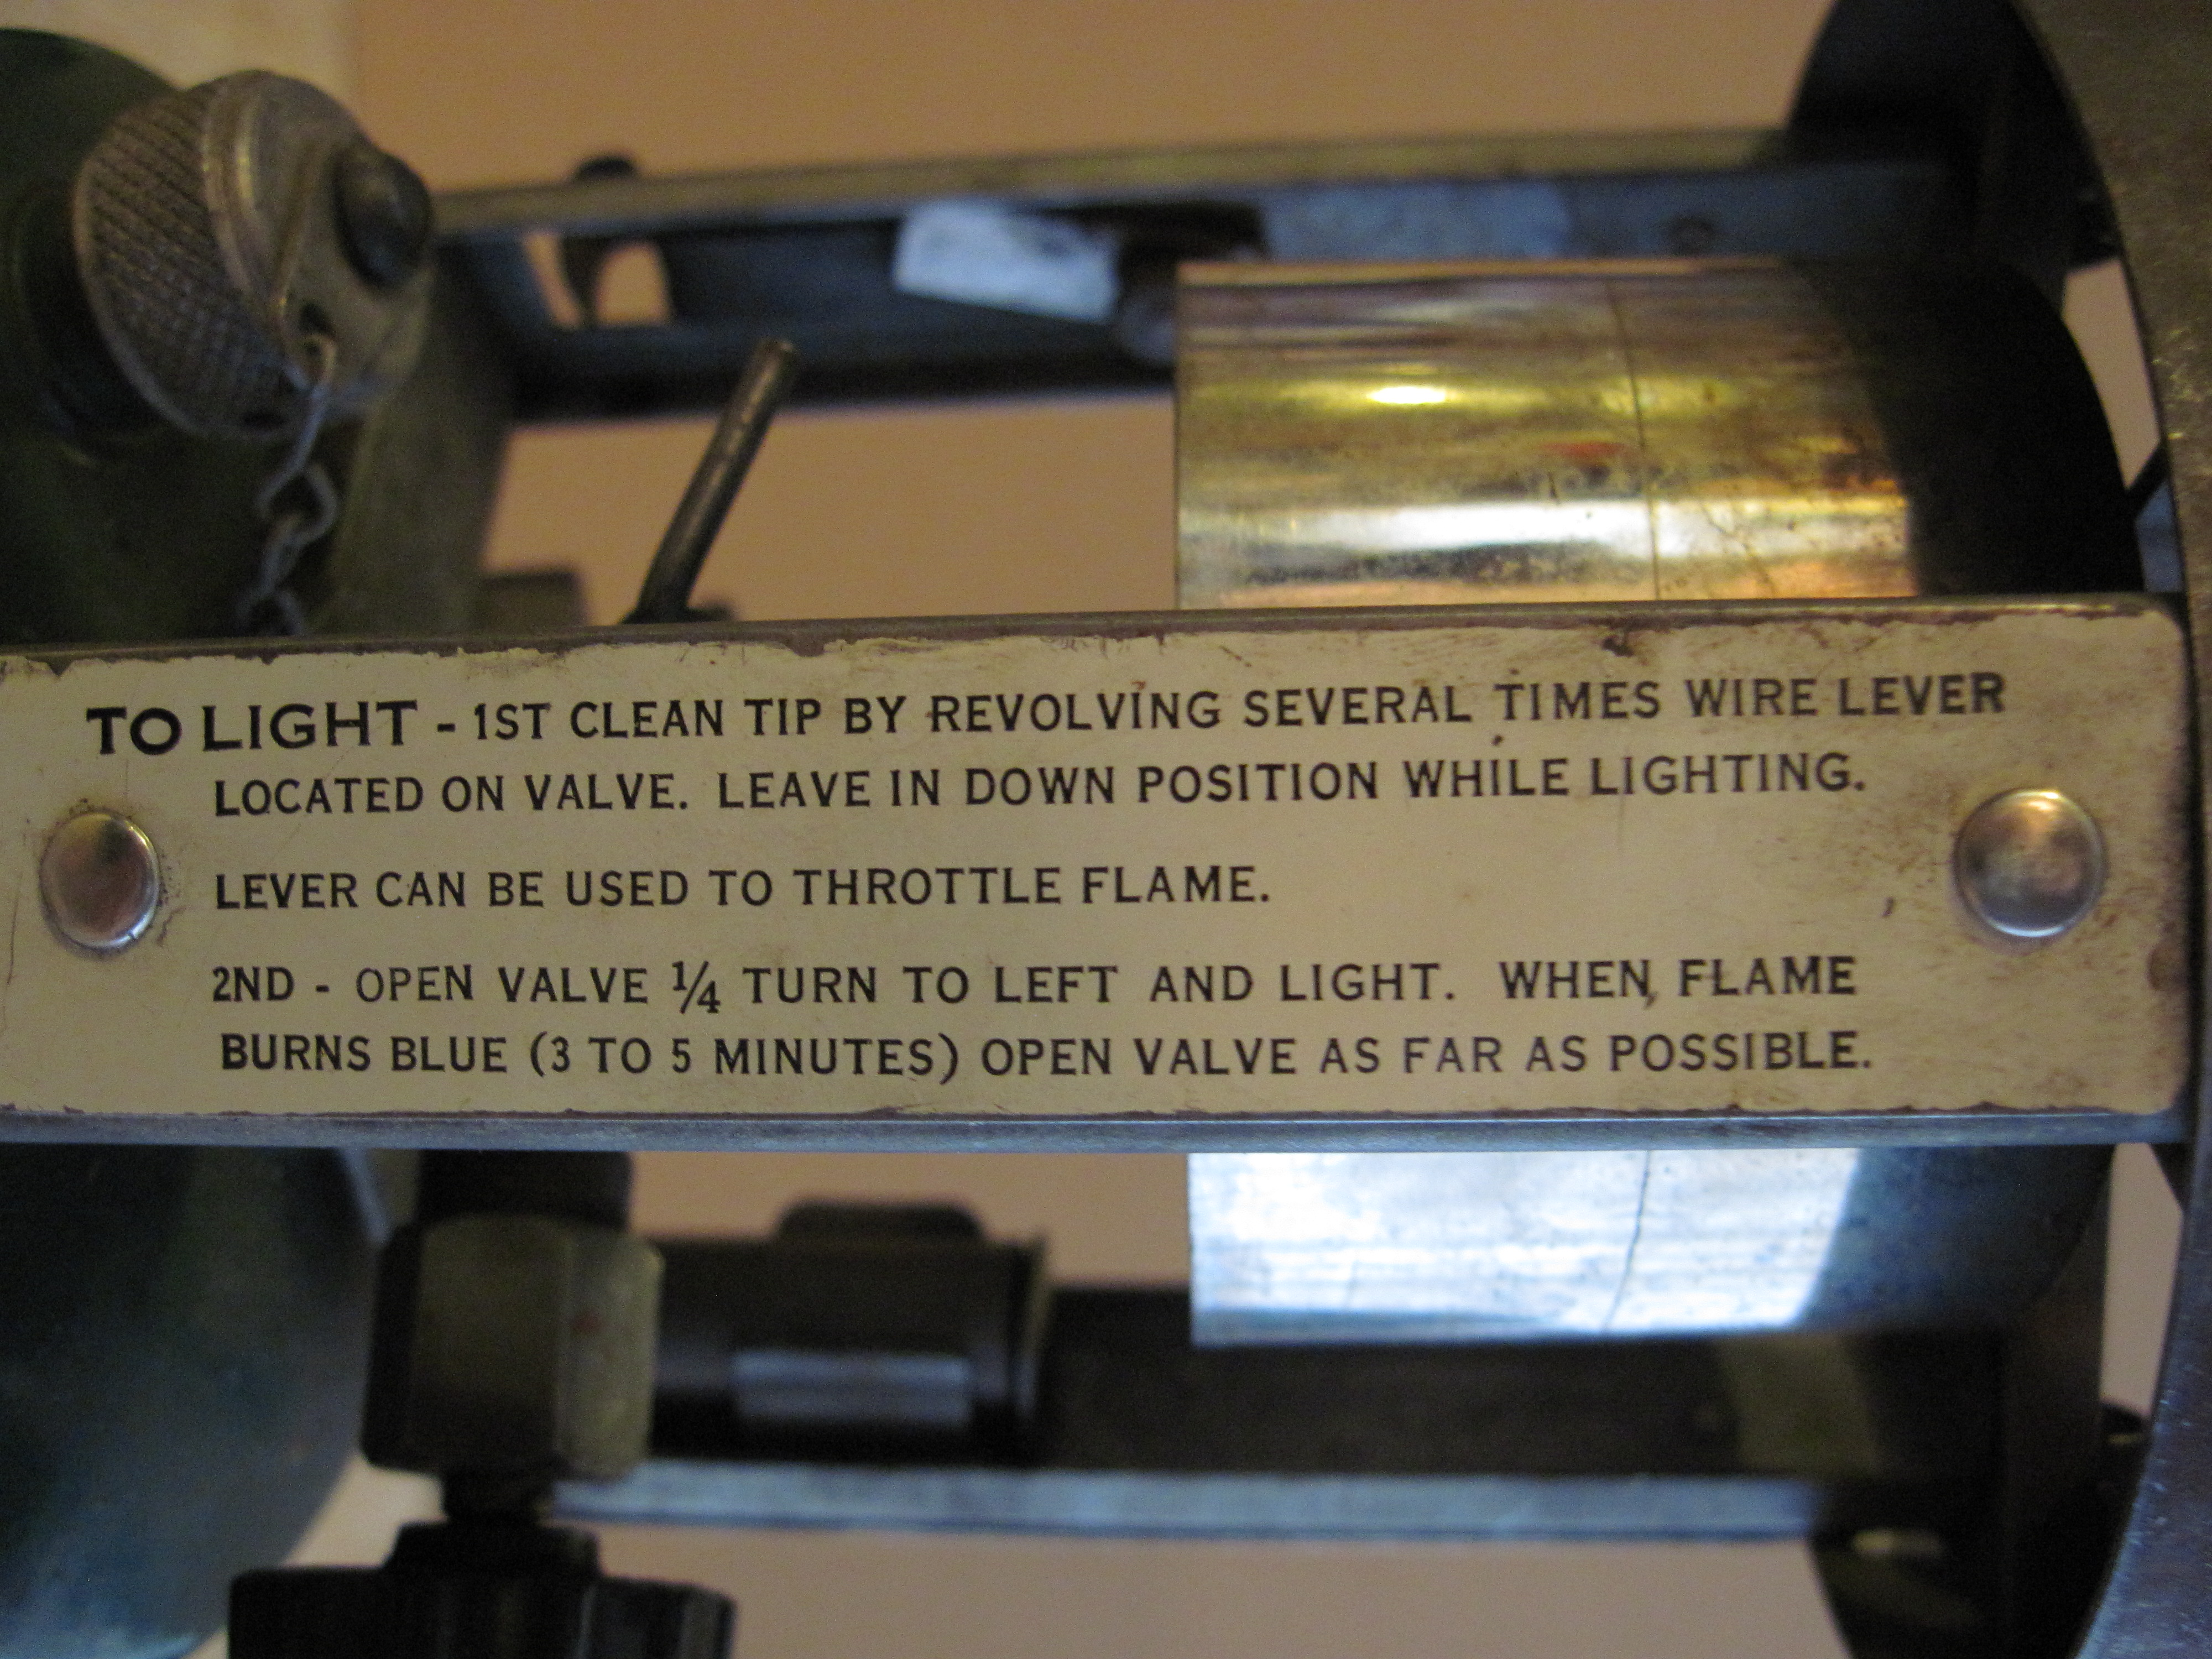 TO LIGHT - 1ST CLEAN TIP BY REVOLVING SEVERAL TIMES WIRE LEVER
LOCATED ON VALVE. LEAVE IN DOWN POSITION WHILE LIGHTING.
LEVER CAN BE USED TO THROTTLE FLAME.
2ND - OPEN VALVE ¼ TURN TO LEFT AND LIGHT. WHEN FLAME
BURNS BLUE (3 TO 5 MINUTES) OPEN VALVE AS FAR AS POSSIBLE.